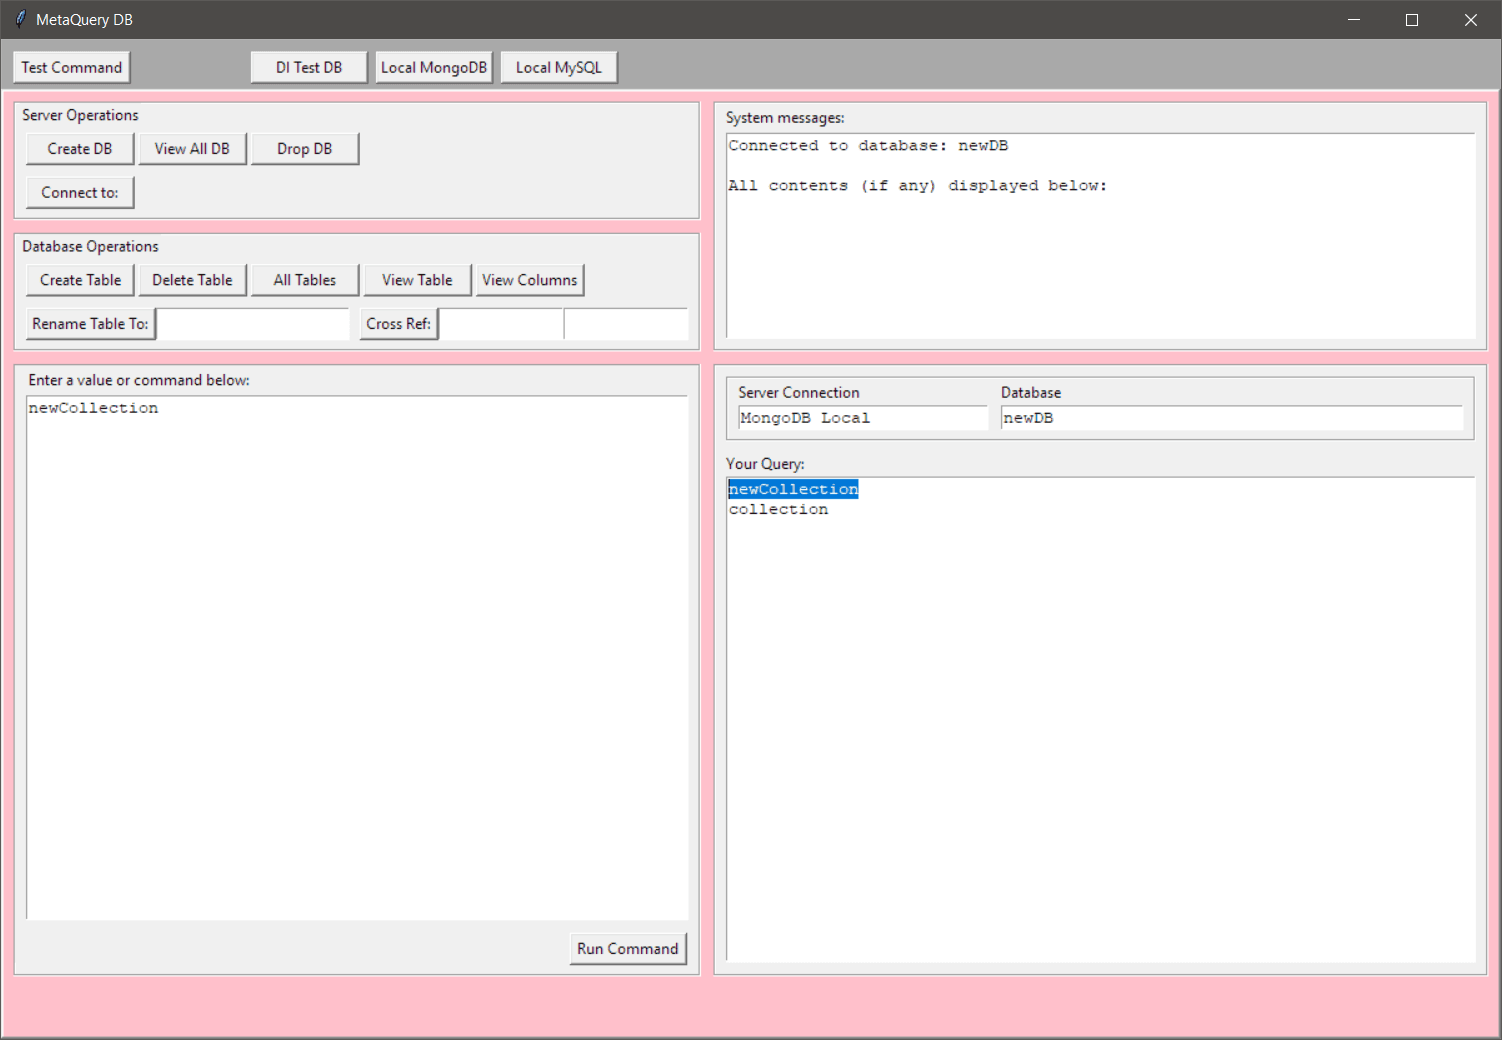 MetaQuery DB
Test Command
DI Test DB
Local MongoDB
Local MySQL
Server Operations
Create DB
View All DB
Drop DB
Connect to:
Database Operations
Create Table
Delete Table
All Tables
View Table
View Columns
Rename Table To:
Cross Ref:
Enter a value or command below:
newCollection
Run Command
System messages:
Connected to database: newDB
All contents (if any) displayed below:
Server Connection
Database
MongoDB Local
newDB
Your Query:
newCollection
collection